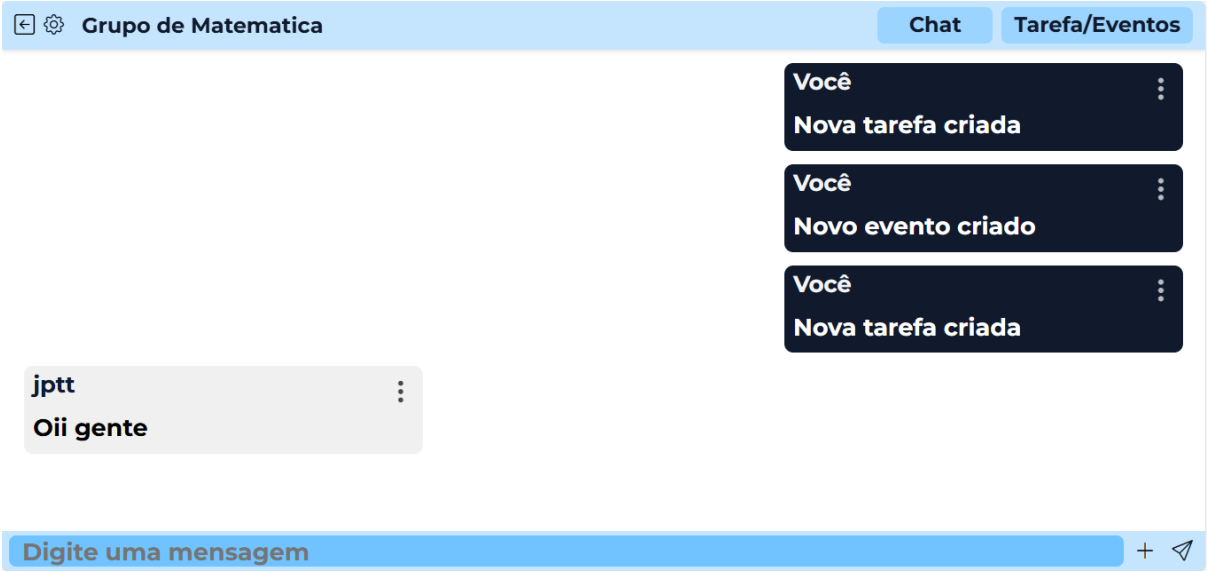 Grupo de Matematica
Chat
Tarefa/Eventos
Você
Nova tarefa criada
Você
Novo evento criado
Você
Nova tarefa criada
jptt
Oii gente
Digite uma mensagem